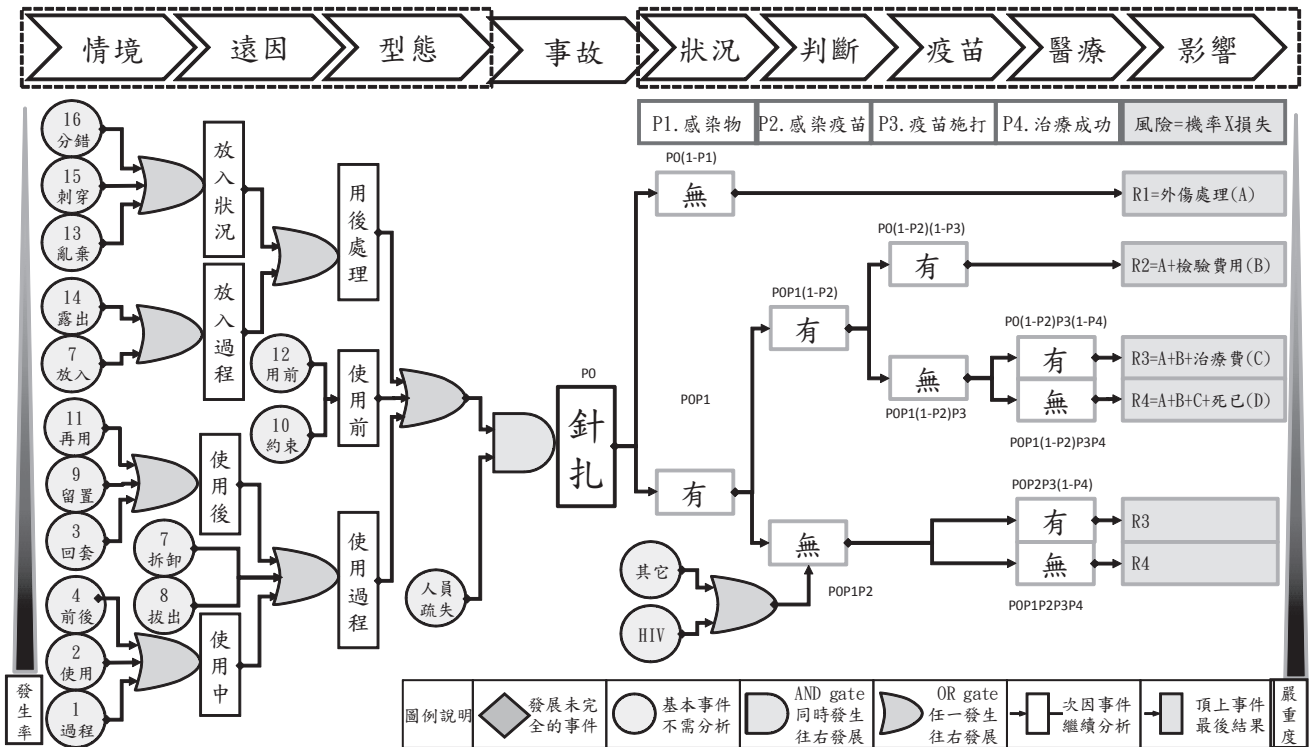 情境
遠因
型態
事故
狀況
判斷
疫苗
醫療
影響
P1.感染物
P2.感染疫苗
P3.疫苗施打
P4.治療成功
風險=機率X損失
16
分錯
15
刺穿
13
亂棄
14
露出
7
放入
11
再用
9
留置
3
回套
4
前後
2
使用
1
過程
放入狀況
放入過程
12
用前
10
約束
使用後
7
拆卸
8
拔出
使用中
用後處理
使用前
使用過程
人員
疏失
P0
針扎
P0(1-P1)
無
R1=外傷處理(A)
P0(1-P2)(1-P3)
有
R2=A+檢驗費用(B)
P0P1(1-P2)
有
P0(1-P2)P3(1-P4)
有
R3=A+B+治療費(C)
無
P0P1(1-P2)P3
無
R4=A+B+C+死已(D)
P0P1(1-P2)P3P4
P0P1
有
P0P2P3(1-P4)
有
R3
無
無
R4
P0P1P2
P0P1P2P3P4
其它
HIV
發生率
嚴重度
圖例說明
發展未完
全的事件
基本事件
不需分析
AND gate
同時發生
往右發展
OR gate
任一發生
往右發展
次因事件
繼續分析
頂上事件
最後結果